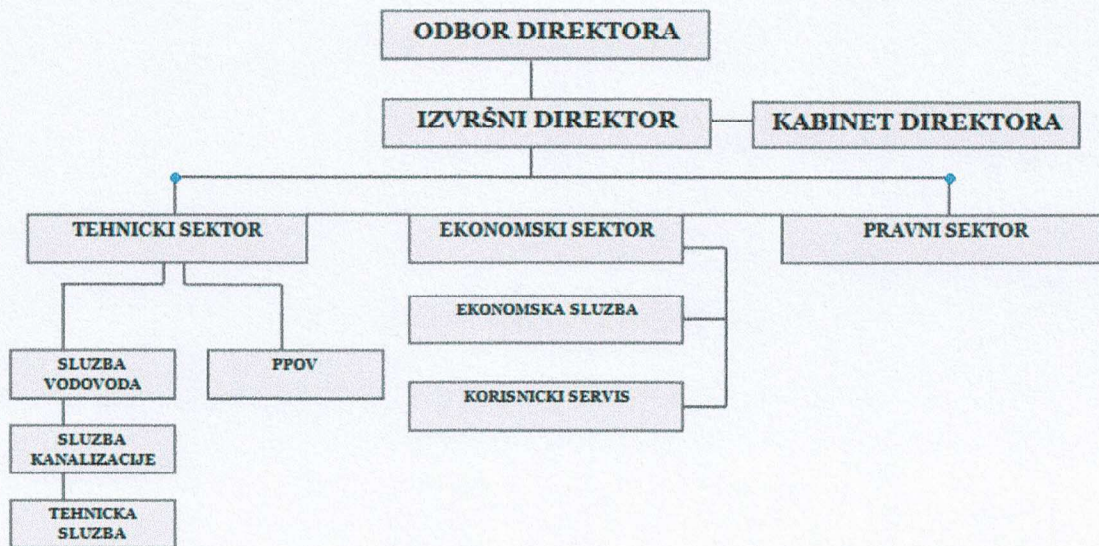 ODBOR DIREKTORA
IZVRŠNI DIREKTOR
KABINET DIREKTORA
TEHNICKI SEKTOR
EKONOMSKI SEKTOR
PRAVNI SEKTOR
EKONOMSKA SLUZBA
SLUZBA
VODOVODA
PPOV
KORISNICKI SERVIS
SLUZBA
KANALIZACIJE
TEHNICKA
SLUZBA